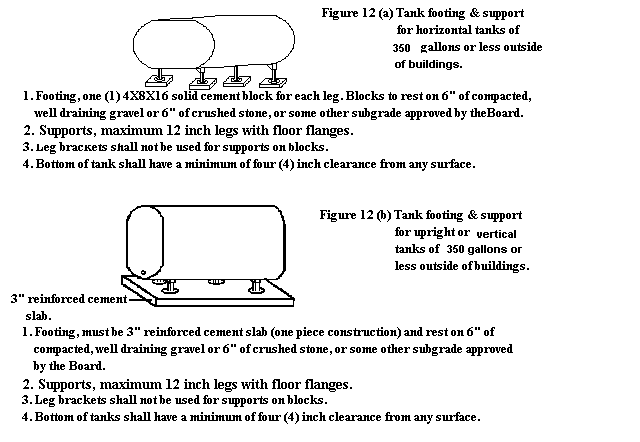 Figure 12 (a) Tank footing & support
for horizontal tanks of
350 gallons or less outside
of buildings.
1. Footing, one (1) 4X8X16 solid cement block for each leg. Blocks to rest on 6" of compacted,
well draining gravel or 6" of crushed stone, or some other subgrade approved by theBoard.
2. Supports, maximum 12 inch legs with floor flanges.
3. Leg brackets shall not be used for supports on blocks.
4. Bottom of tank shall have a minimum of four (4) inch clearance from any surface.
Figure 12 (b) Tank footing & support
for upright or vertical
tanks of 350 gallons or
less outside of buildings.
3" reinforced cement
slab.
1. Footing, must be 3" reinforced cement slab (one piece construction) and rest on 6" of
compacted, well draining gravel or 6" of crushed stone, or some other subgrade approved
by the Board.
2. Supports, maximum 12 inch legs with floor flanges.
3. Leg brackets shall not be used for supports on blocks.
4. Bottom of tanks shall have a minimum of four (4) inch clearance from any surface.